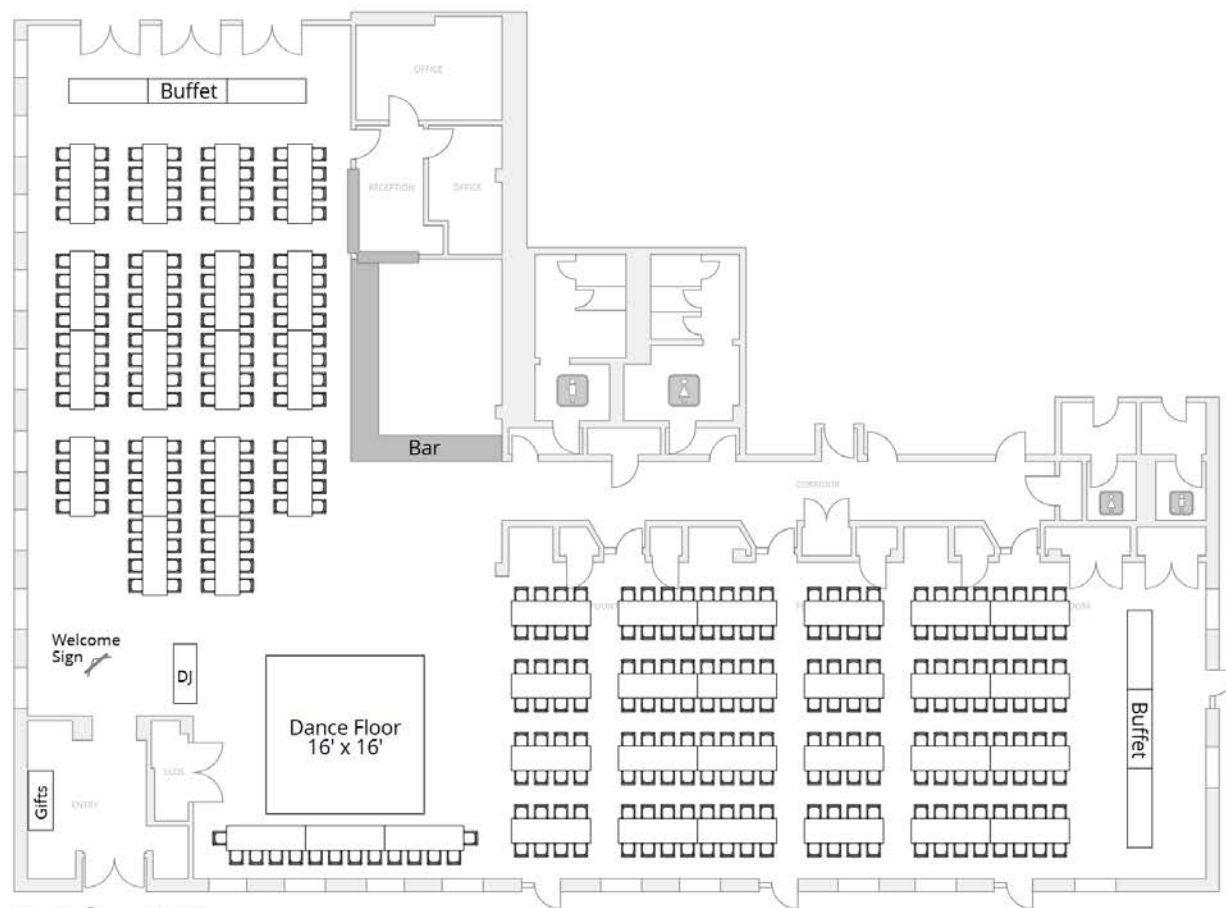 OFFICE
Buffet
RECEPTION
OFFICE
Bar
CORRIDOR
Welcome
Sign
DJ
Dance Floor
16' x 16'
Buffet
Gifts
ENTRY